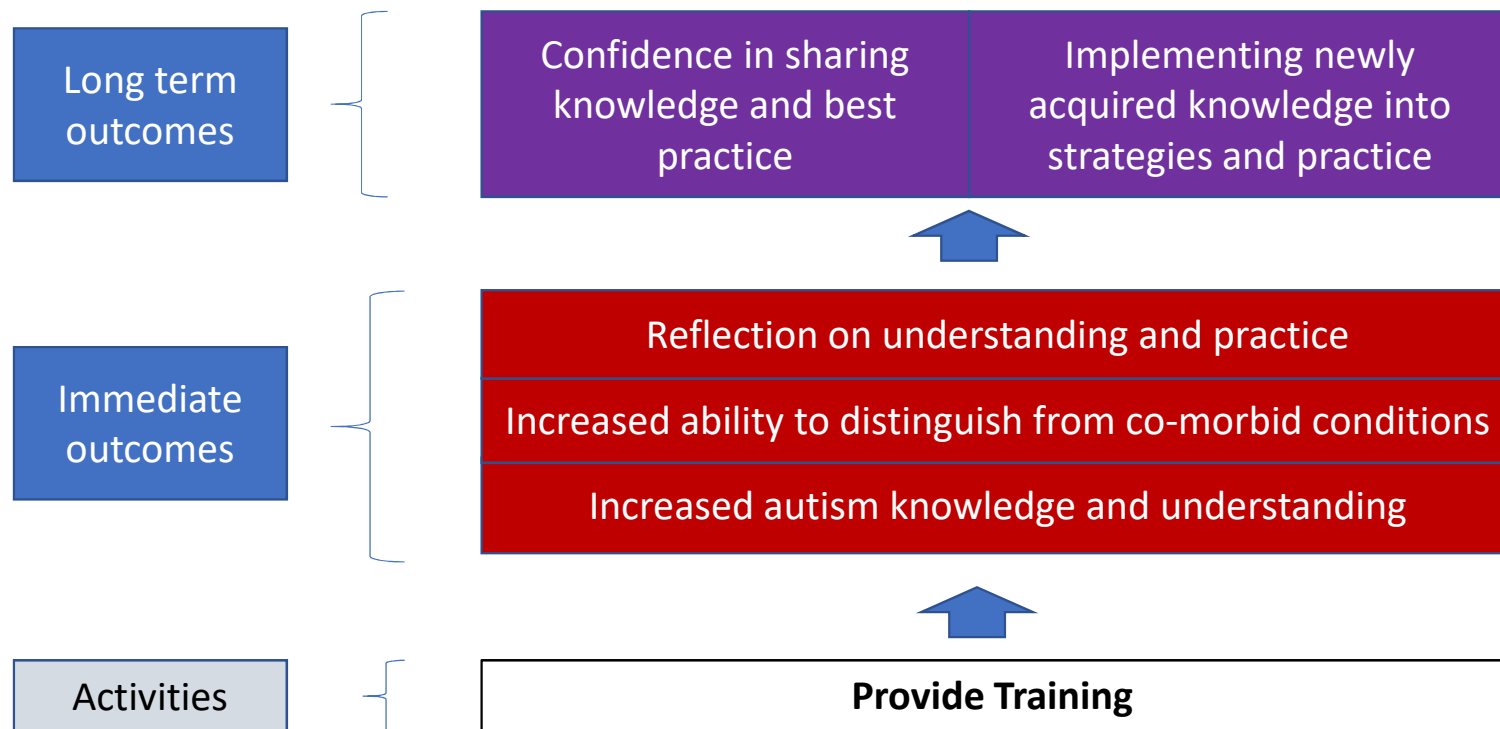 Long term
outcomes
Confidence in sharing
knowledge and best
practice
Implementing newly
acquired knowledge into
strategies and practice
Immediate
outcomes
Reflection on understanding and practice
Increased ability to distinguish from co-morbid conditions
Increased autism knowledge and understanding
Activities
Provide Training